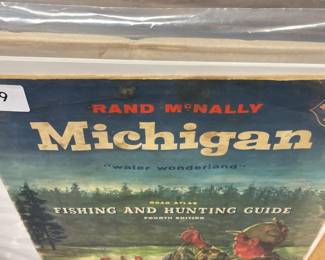 9
RAND McNALLY
Michigan
"water wonderland"
ROAD ATLAS
FISHING AND HUNTING GUIDE
FOURTH EDITION